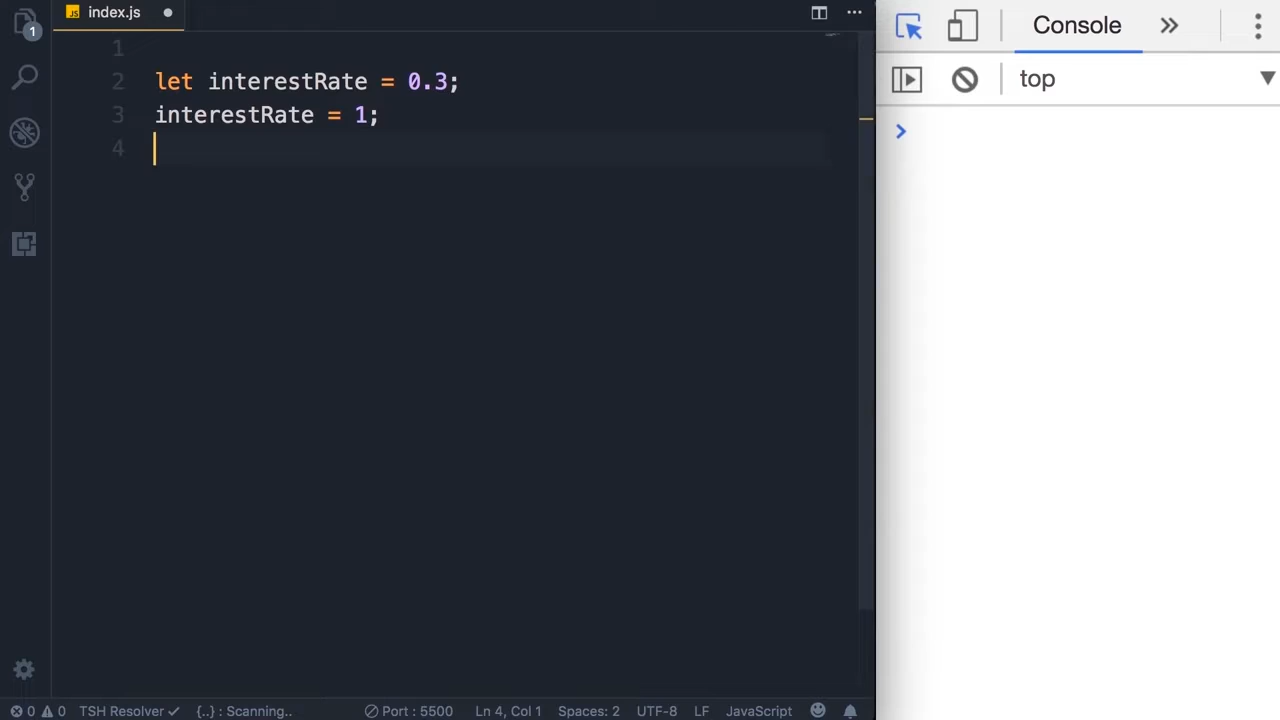 index.js
1
2 let interestRate = 0.3;
3 interestRate = 1;
4
1
Console
top
0 0 TSH Resolver {..} : Scanning.. Port : 5500 Ln 4, Col 1 Spaces: 2 UTF-8 LF JavaScript